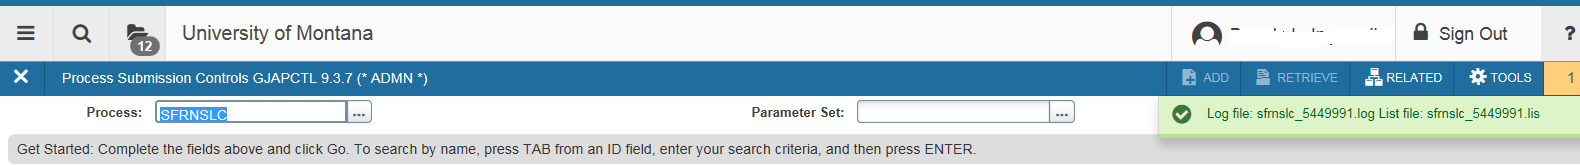 12 University of Montana Sign Out ?
Process Submission Controls GJAPCTL 9.3.7 (* ADMN *) ADD RETRIEVE RELATED TOOLS 1
Process: SFRNSLC ... Parameter Set: ... Log file: sfrnslc_5449991.log List file: sfrnslc_5449991.lis
Get Started: Complete the fields above and click Go. To search by name, press TAB from an ID field, enter your search criteria, and then press ENTER.